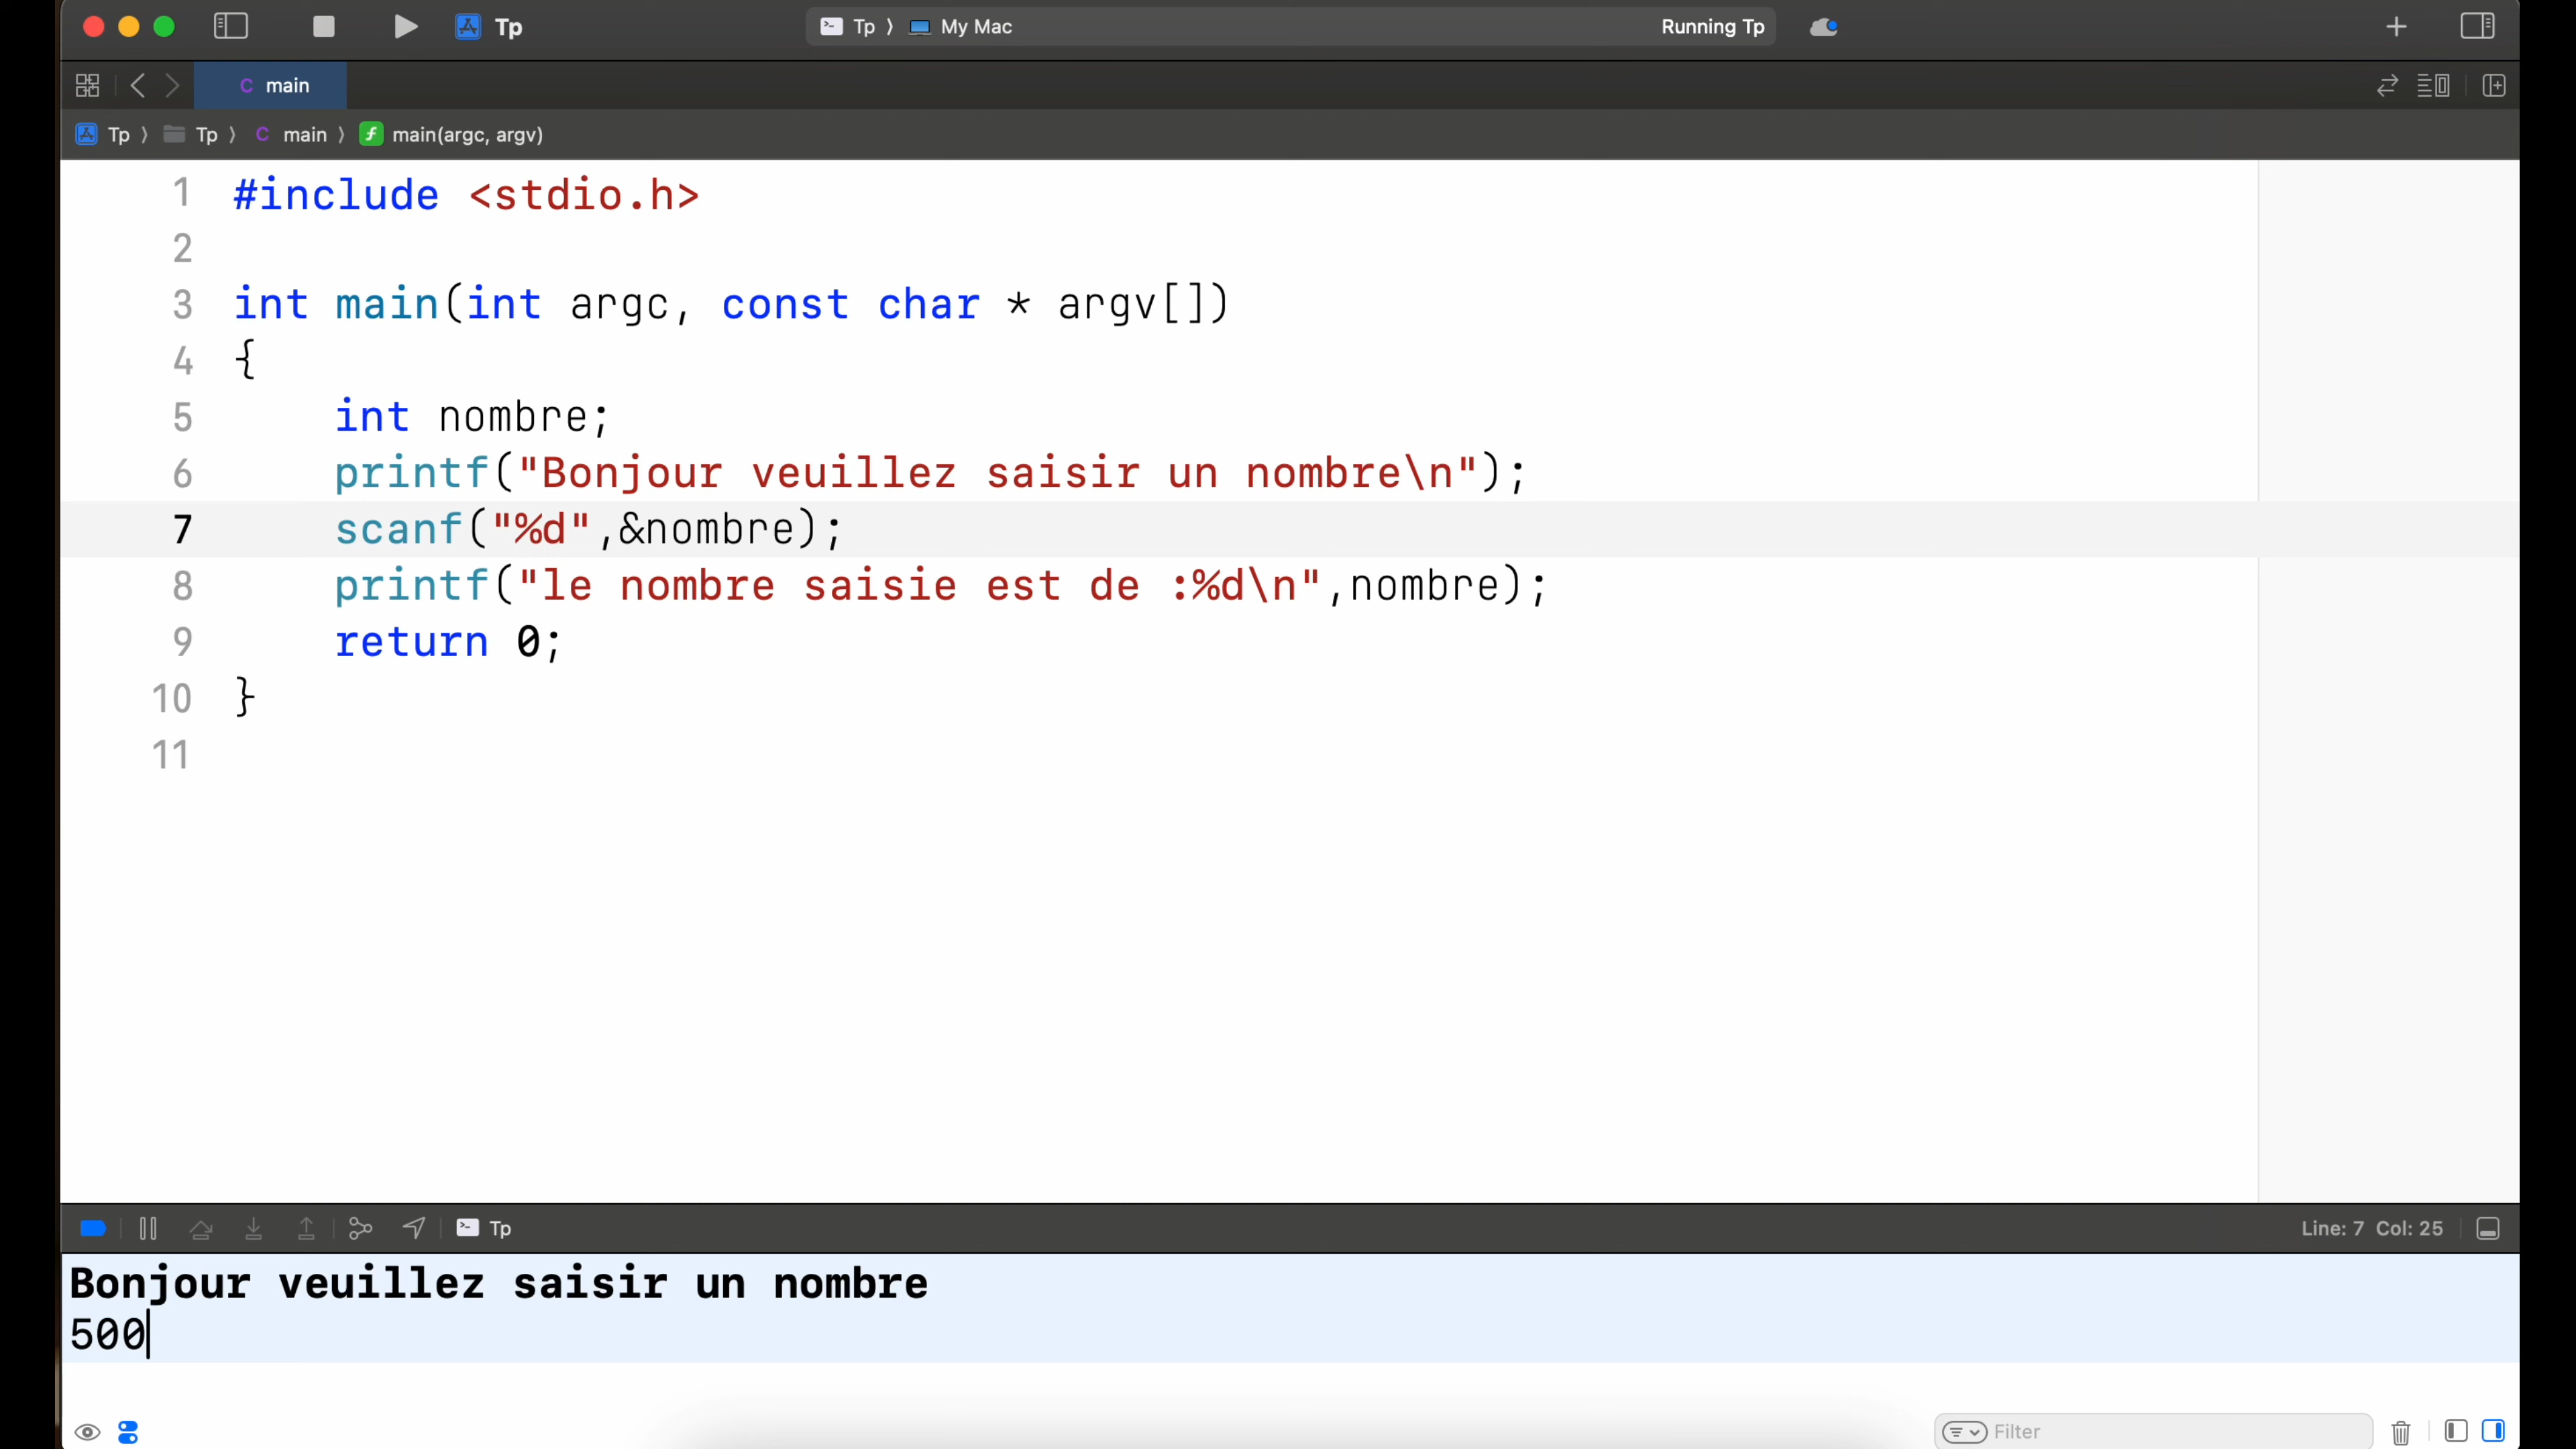 Tp
Tp 〉 My Mac
Running Tp
C main
Tp 〉 Tp 〉 C main 〉 f main(argc, argv)
1 #include <stdio.h>
2
3 int main(int argc, const char * argv[])
4 {
5 int nombre;
6 printf("Bonjour veuillez saisir un nombre\n");
7 scanf("%d",&nombre);
8 printf("le nombre saisie est de :%d\n",nombre);
9 return 0;
10 }
11
Tp
Line: 7 Col: 25
Bonjour veuillez saisir un nombre
500
Filter